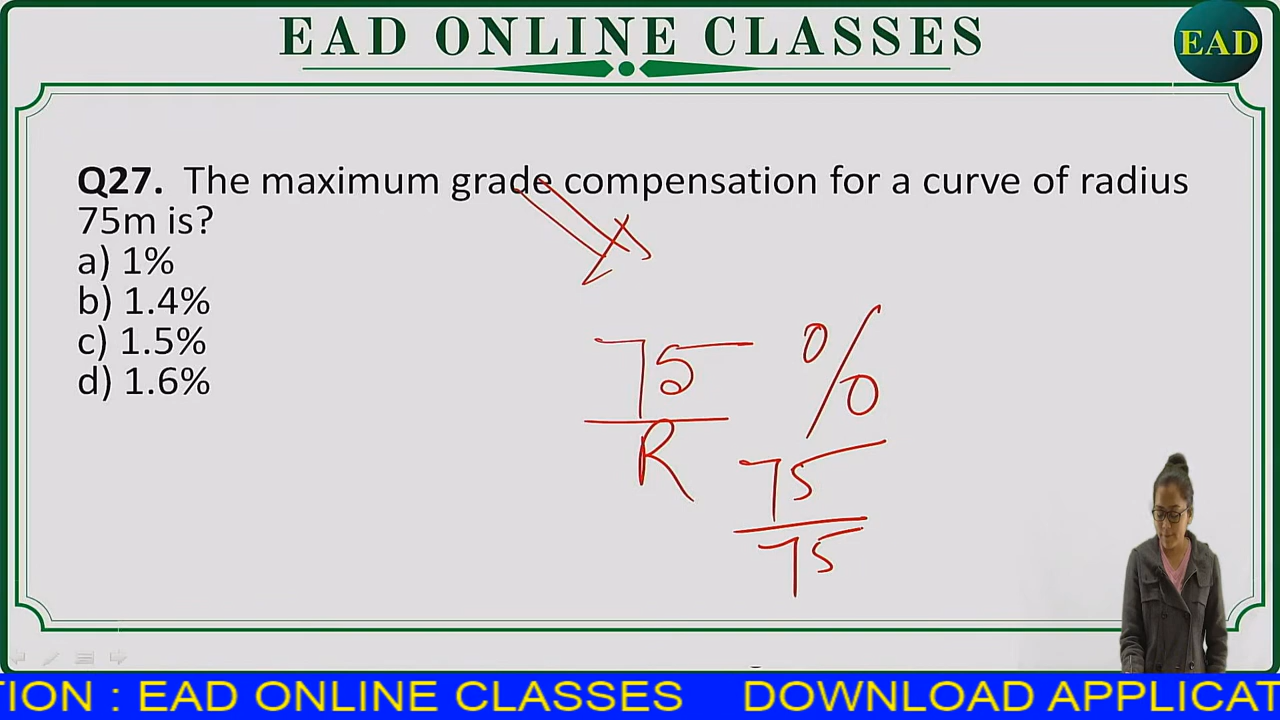 EAD ONLINE CLASSES
EAD
Q27. The maximum grade compensation for a curve of radius
75m is?
a) 1%
b) 1.4%
c) 1.5%
d) 1.6%
75 %
R
75
75
TION : EAD ONLINE CLASSES DOWNLOAD APPLICAT